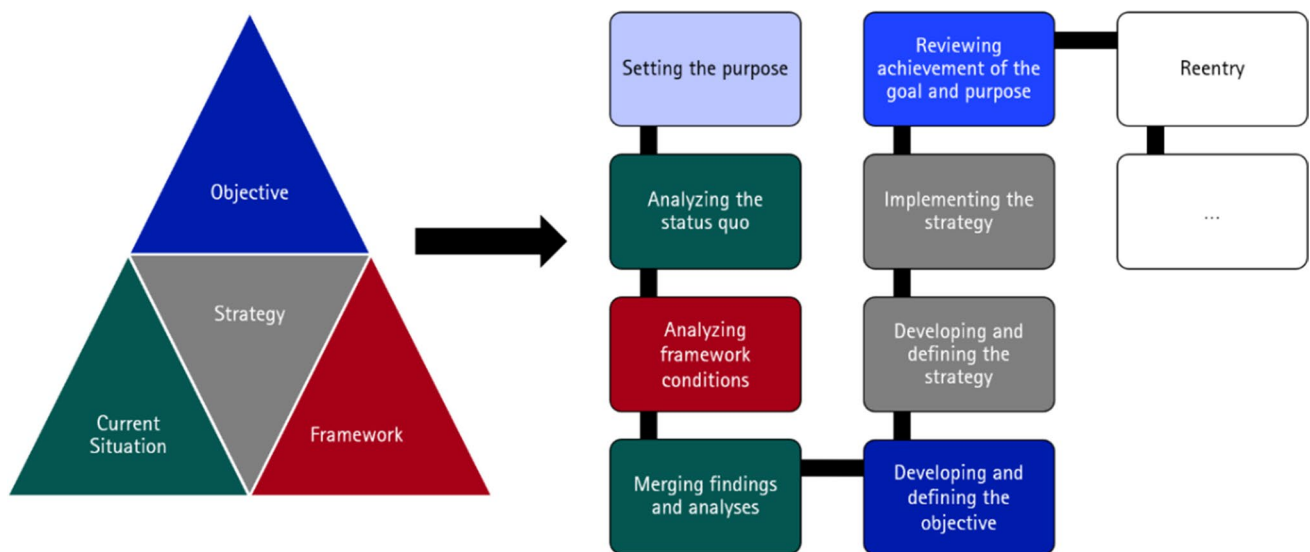 Objective
Strategy
Current
Situation
Framework
Setting the purpose
Analyzing the
status quo
Analyzing
framework
conditions
Merging findings
and analyses
Developing and
defining the
objective
Developing and
defining the
strategy
Implementing the
strategy
Reviewing
achievement of the
goal and purpose
Reentry
...